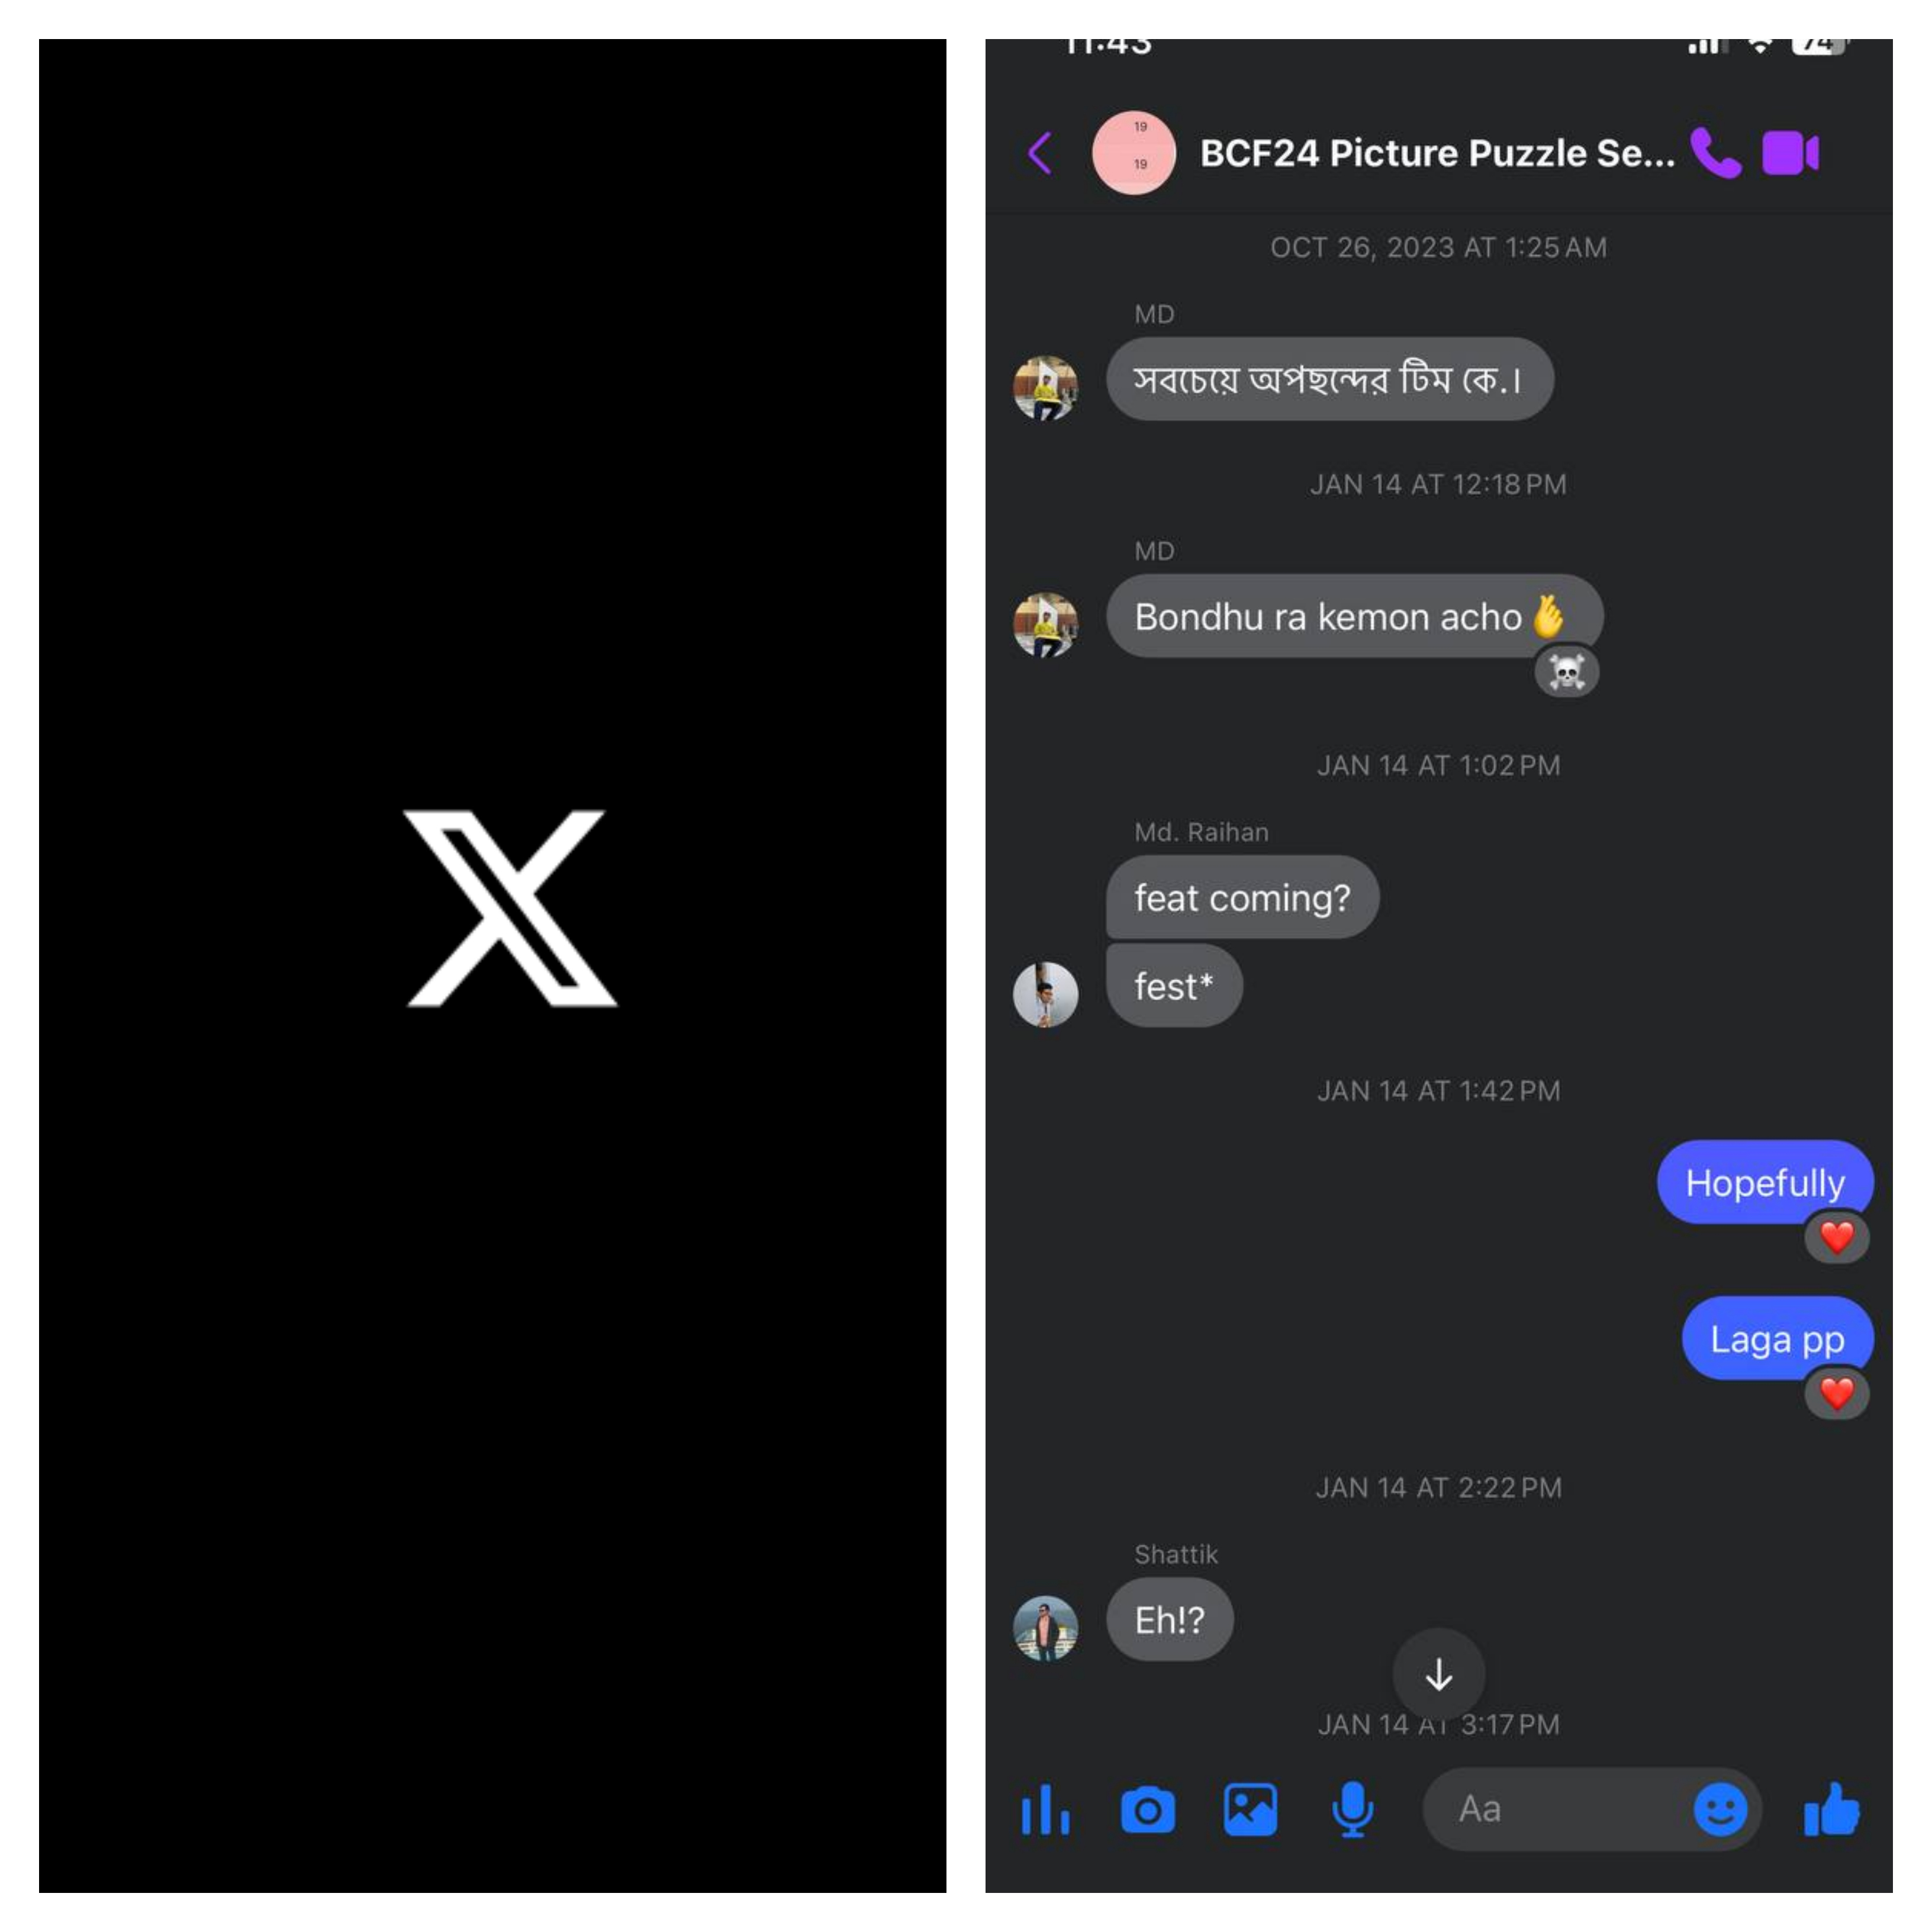 X
11:43
74
19
19
BCF24 Picture Puzzle Se...
OCT 26, 2023 AT 1:25 AM
MD
সবচেয়ে অপছন্দের টিম কে.।
JAN 14 AT 12:18 PM
MD
Bondhu ra kemon acho🫰
JAN 14 AT 1:02 PM
Md. Raihan
feat coming?
fest*
JAN 14 AT 1:42 PM
Hopefully
Laga pp
JAN 14 AT 2:22 PM
Shattik
Eh!?
JAN 14 AT 3:17 PM
Aa